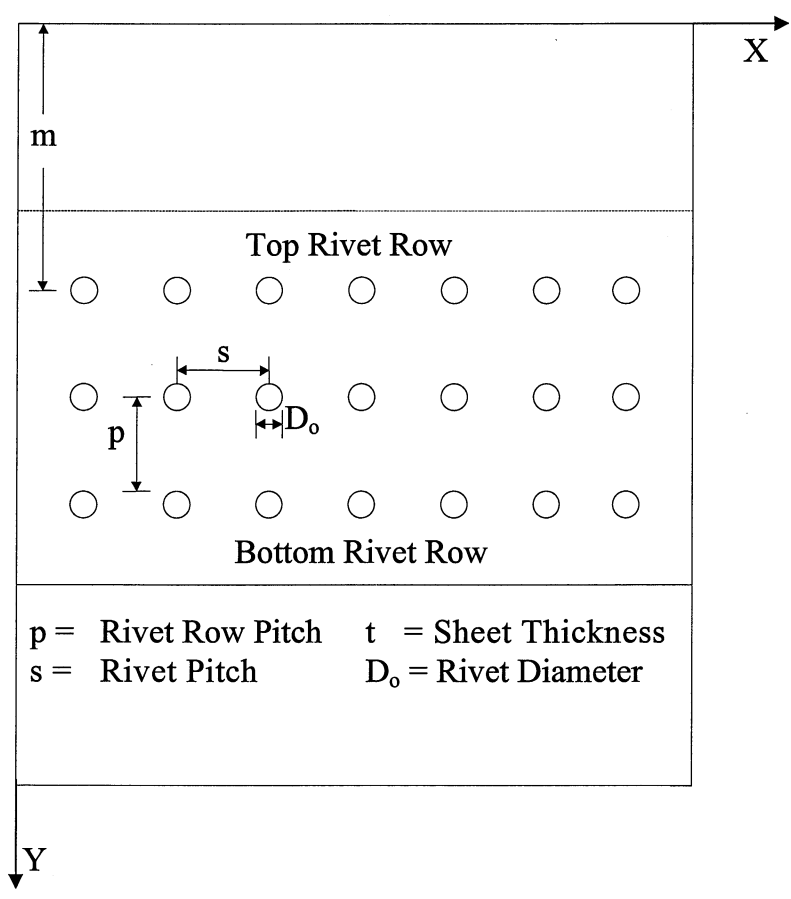 X
m
Top Rivet Row
s
p
Dₒ
Bottom Rivet Row
p = Rivet Row Pitch t = Sheet Thickness
s = Rivet Pitch Dₒ = Rivet Diameter
Y